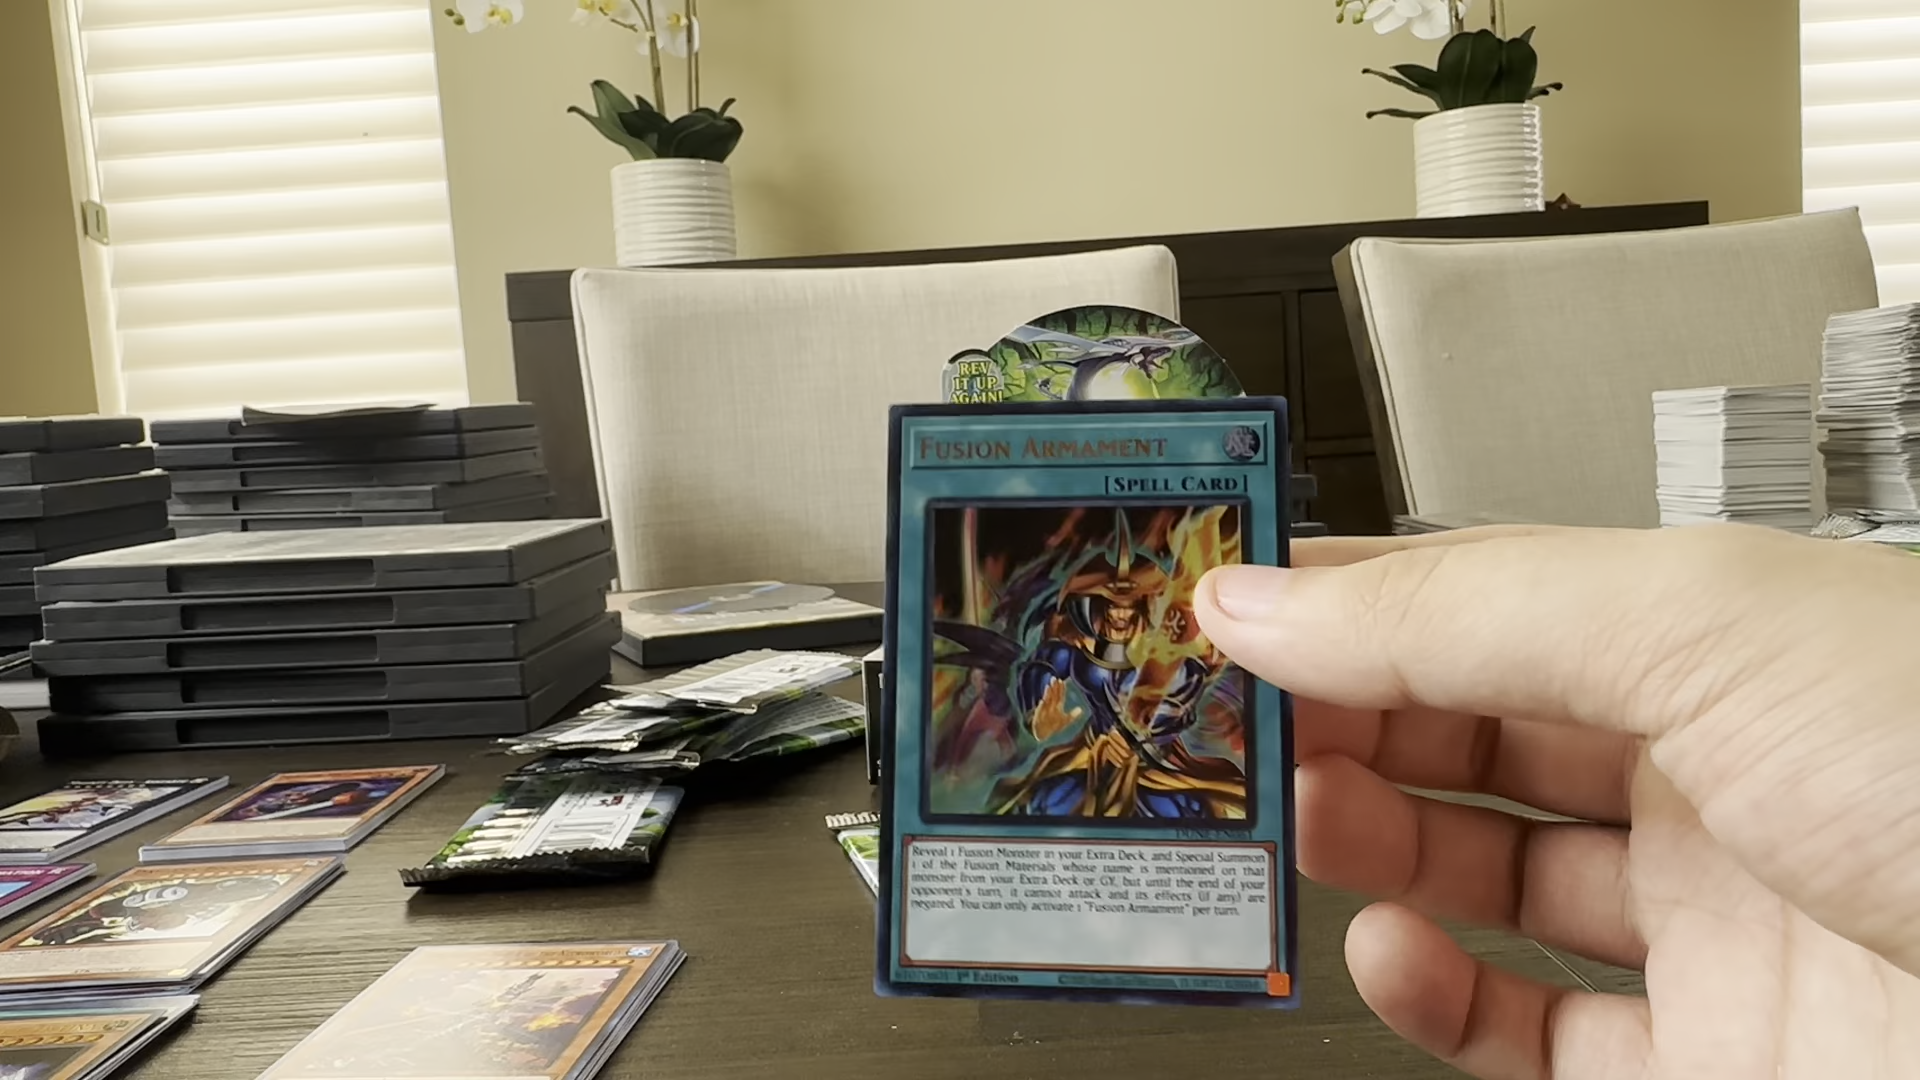 REV
IT UP
AGAIN!
FUSION ARMAMENT
[SPELL CARD]
Reveal 1 Fusion Monster in your Extra Deck, and Special Summon
1 of the Fusion Materials whose name is mentioned on that
monster from your Extra Deck or GY, but until the end of your
opponent's turn, it cannot attack and its effects (if any) are
negated. You can only activate 1 "Fusion Armament" per turn.
1st Edition